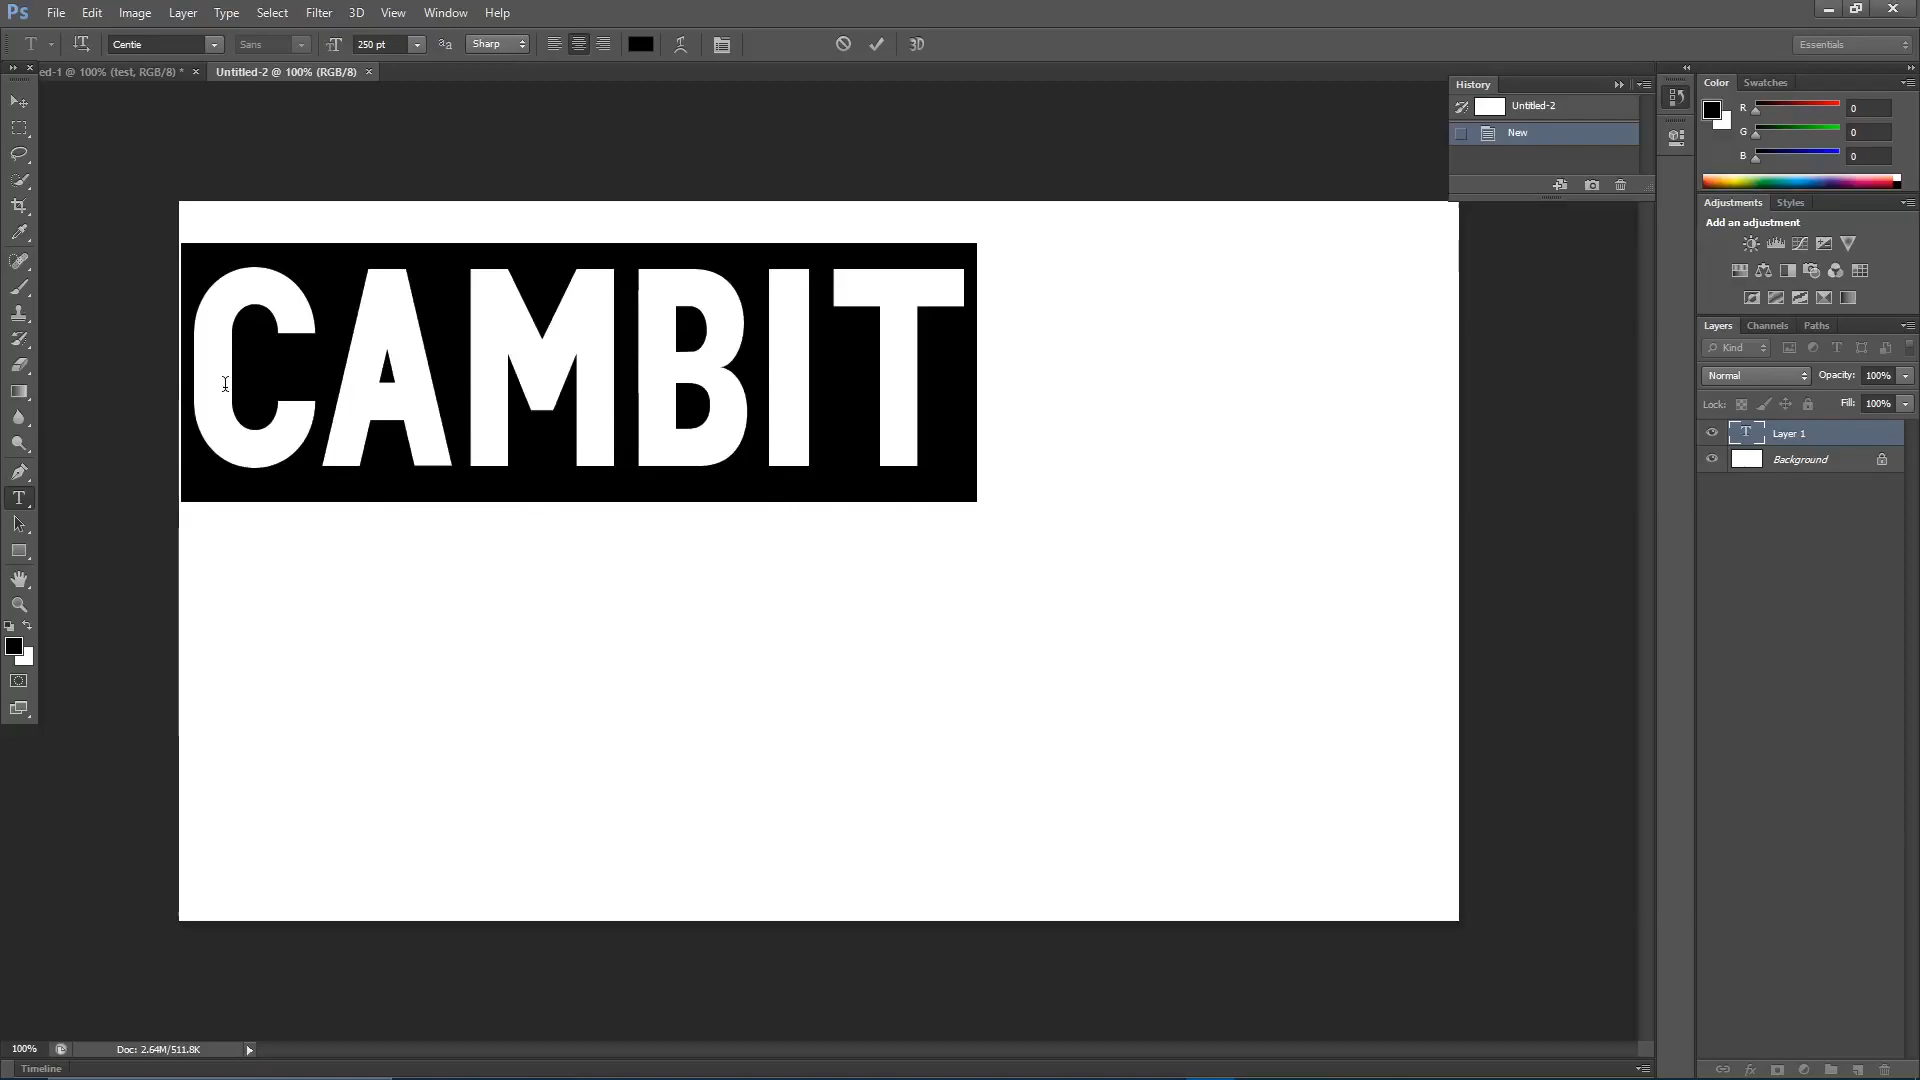 Ps File Edit Image Layer Type Select Filter 3D View Window Help
T Centie Sans 250 pt aa Sharp 3D Essentials
ed-1 @ 100% (test, RGB/8) * × Untitled-2 @ 100% (RGB/8) ×
History
Untitled-2
New
Color Swatches
R 0
G 0
B 0
Adjustments Styles
Add an adjustment
Layers Channels Paths
Kind
Normal Opacity: 100%
Lock: Fill: 100%
T Layer 1
Background
CAMBIT
100% Doc: 2.64M/511.8K
Timeline